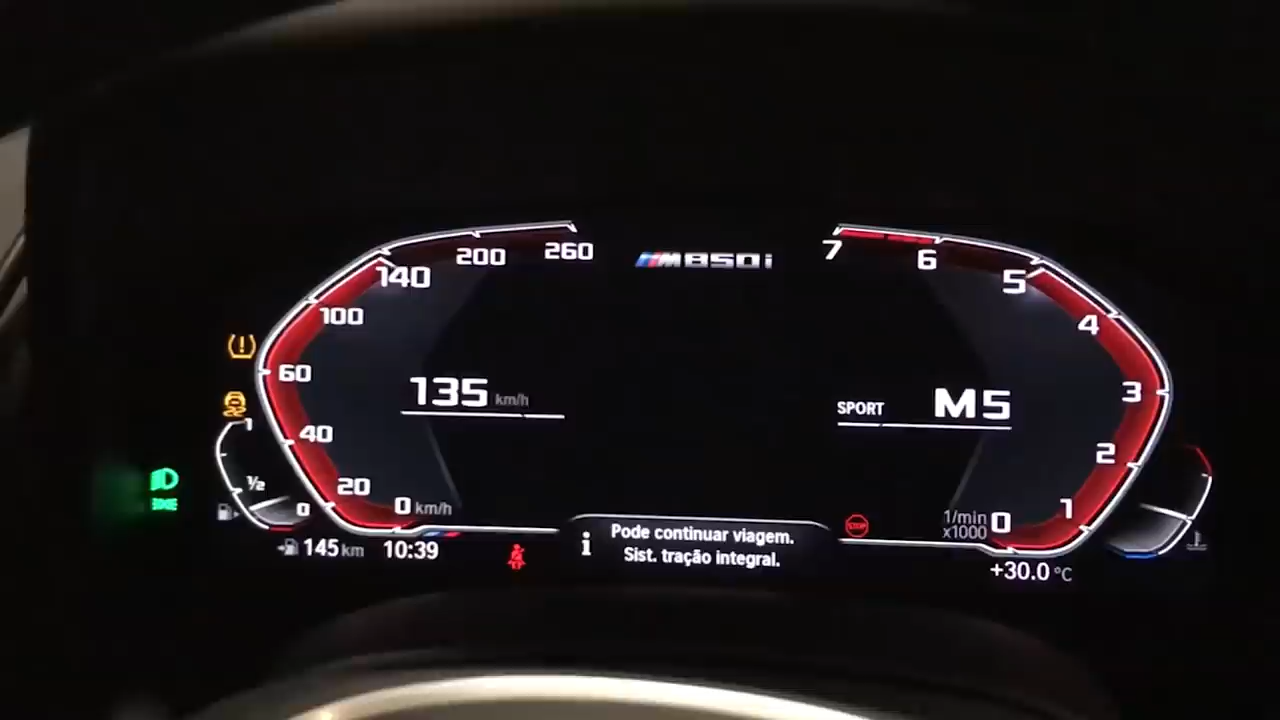 260
200
140
100
60
40
20
0 km/h
M850i
7
6
5
4
3
2
1
0
1/min
x1000
135 km/h
SPORT M5
1
½
0
145 km
10:39
Pode continuar viagem.
Sist. tração integral.
STOP
+30.0 °C